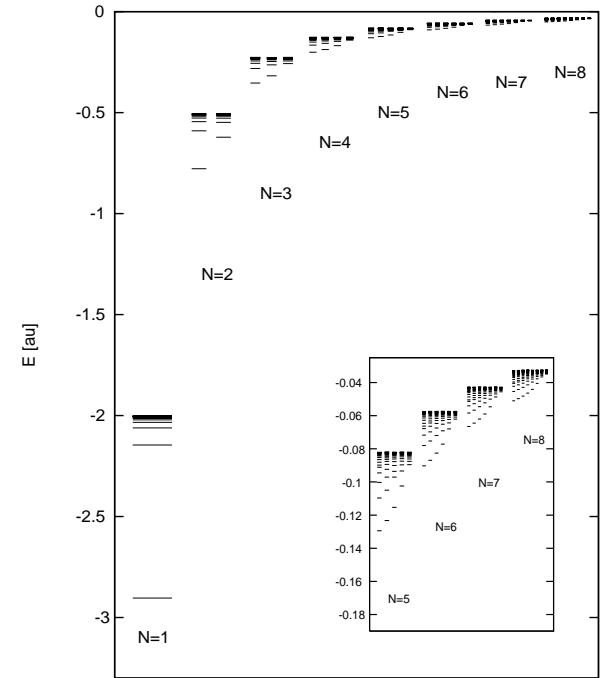 0
-0.5
-1
-1.5
-2
-2.5
-3
E [au]
N=1
N=2
N=3
N=4
N=5
N=6
N=7
N=8
-0.04
-0.06
-0.08
-0.1
-0.12
-0.14
-0.16
-0.18
N=5
N=6
N=7
N=8